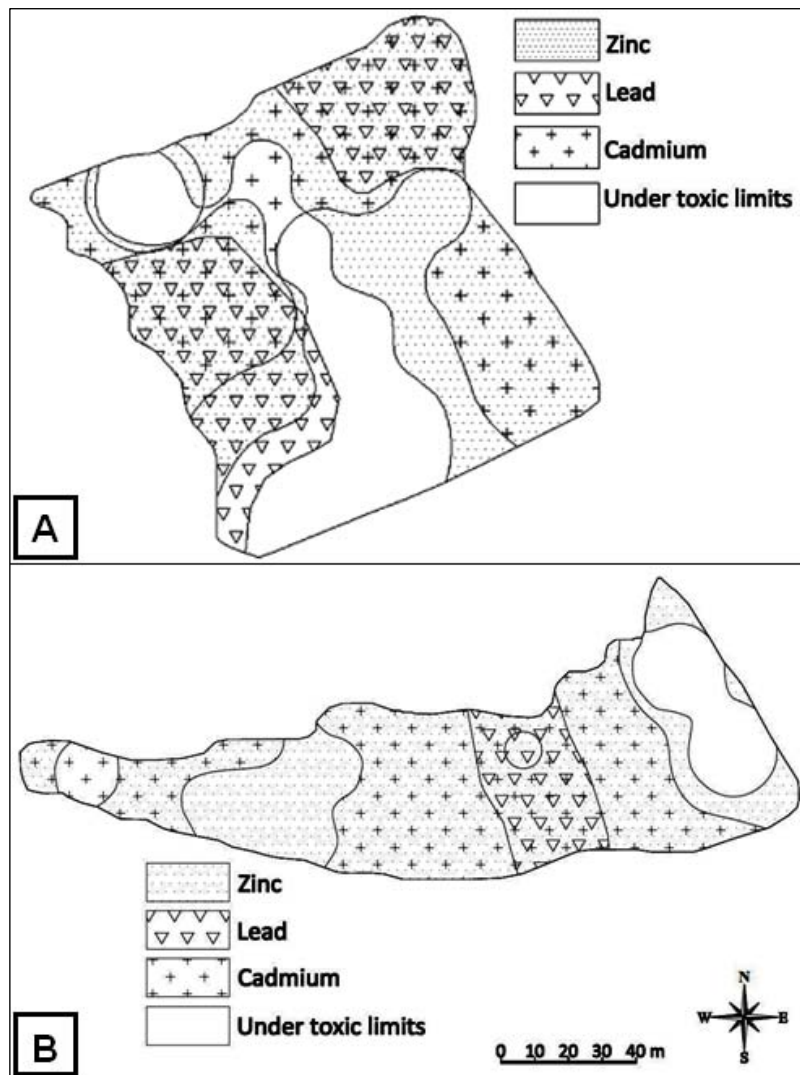 Zinc
Lead
Cadmium
Under toxic limits
A
Zinc
Lead
Cadmium
Under toxic limits
B
N
W E
S
0 10 20 30 40 m